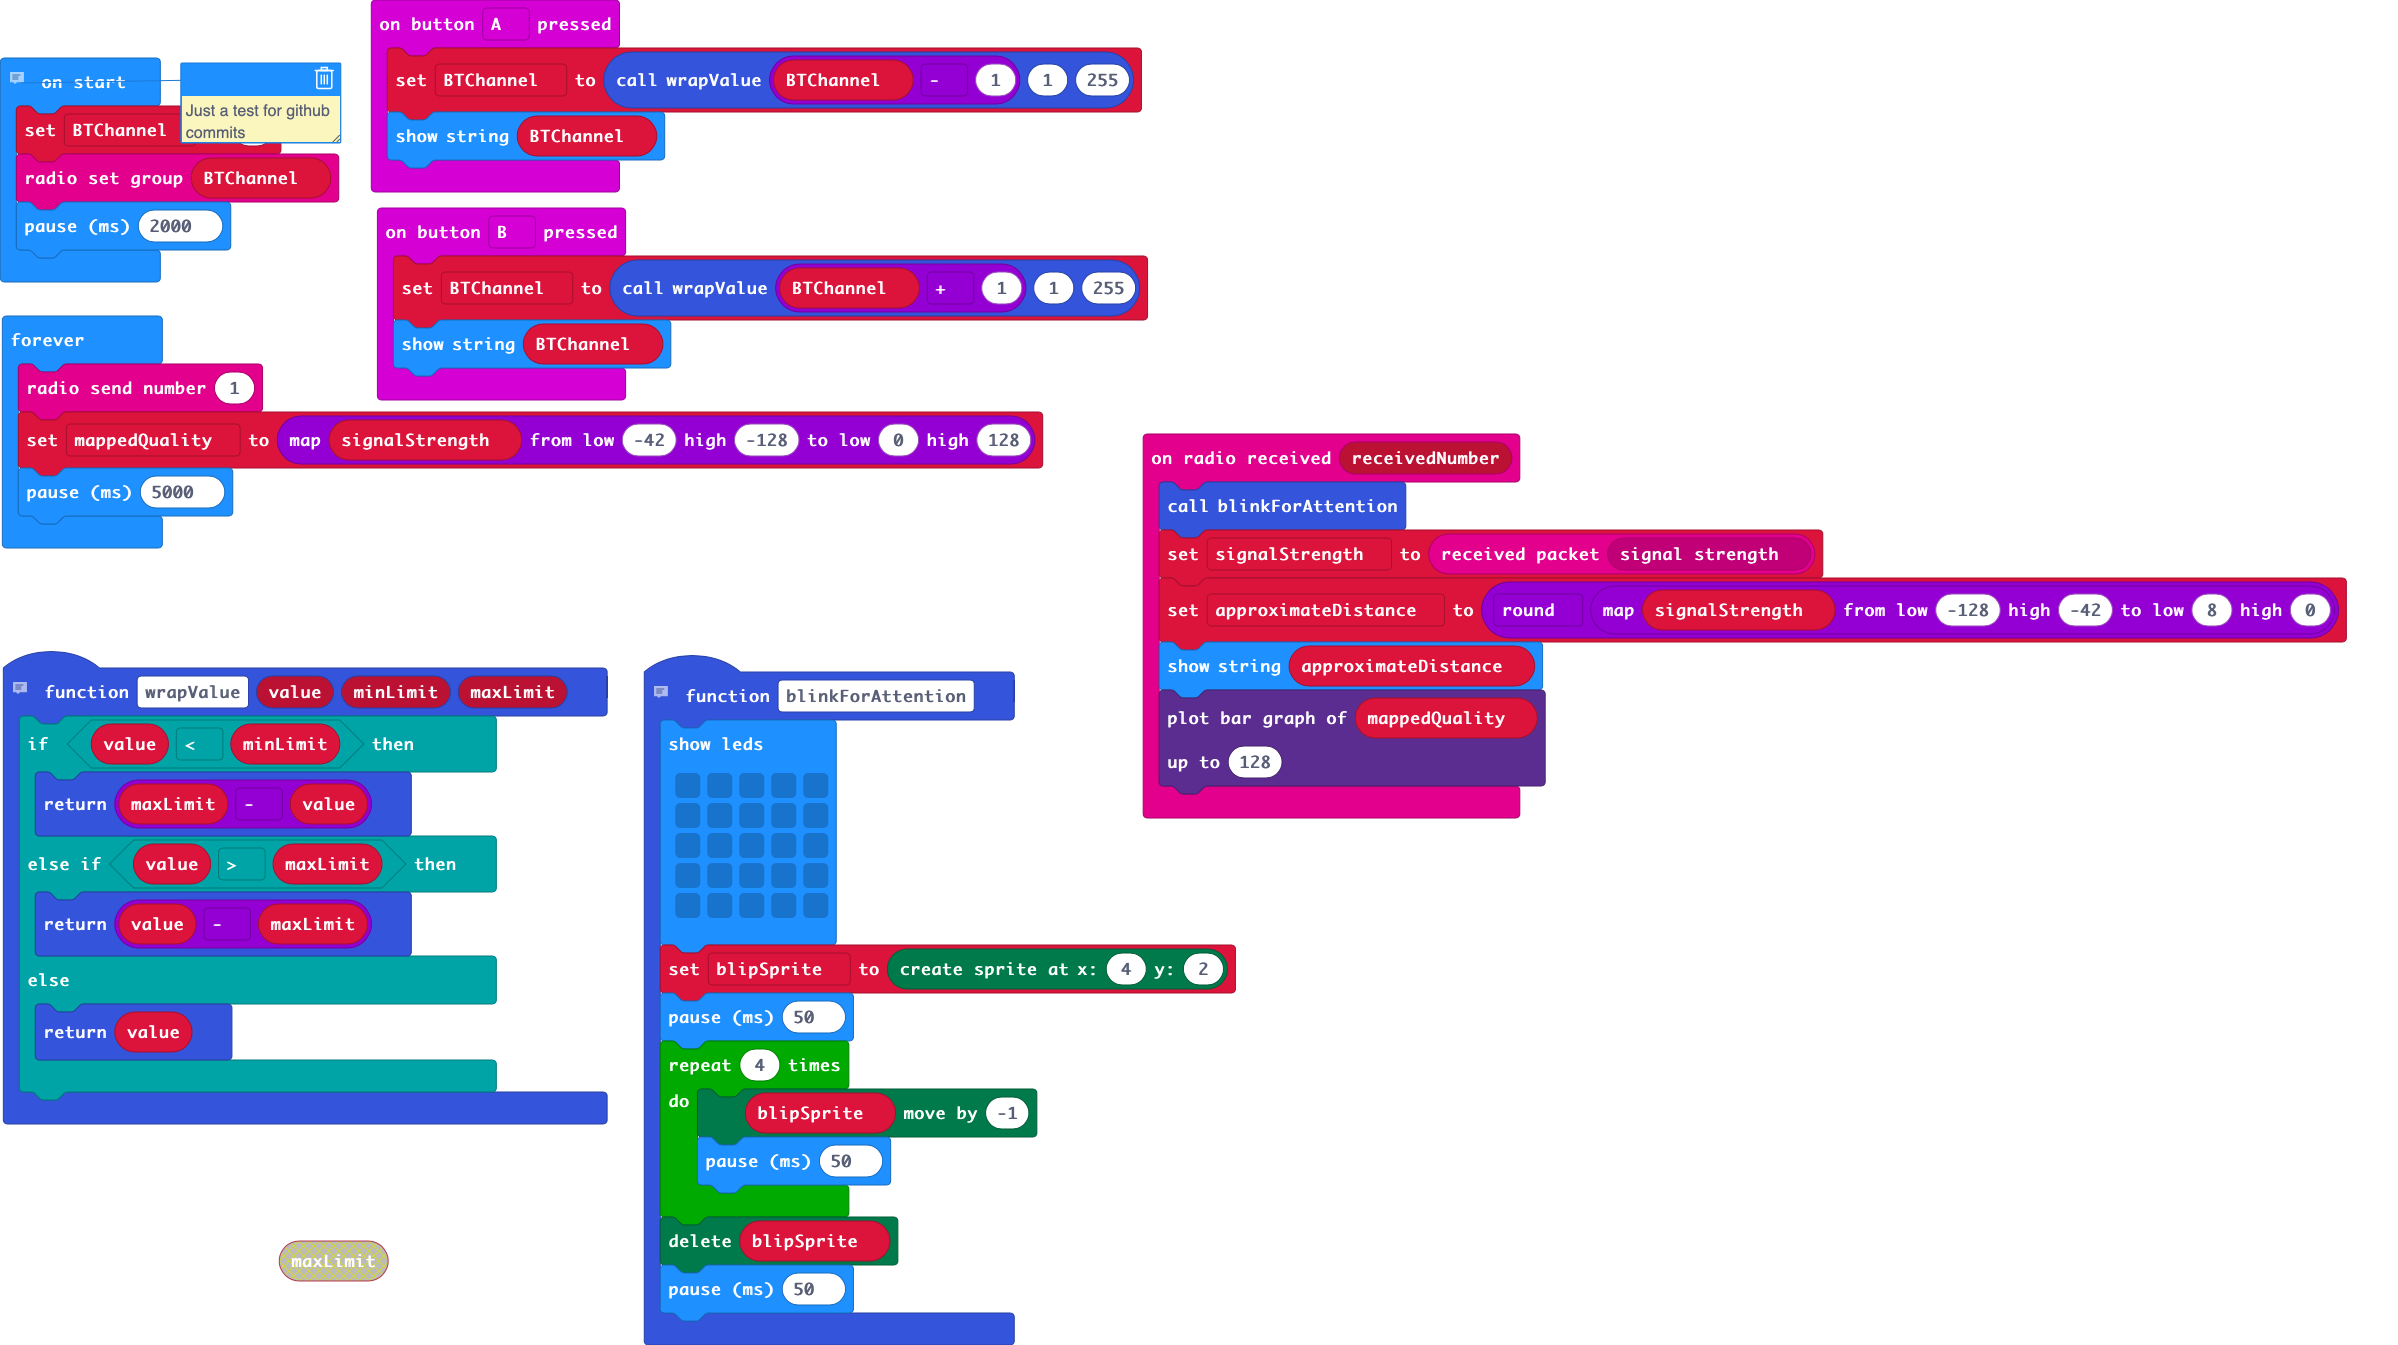 on start
Just a test for github
commits
set BTChannel
radio set group BTChannel
pause (ms) 2000
on button A pressed
set BTChannel to call wrapValue BTChannel - 1 1 255
show string BTChannel
on button B pressed
set BTChannel to call wrapValue BTChannel + 1 1 255
show string BTChannel
forever
radio send number 1
set mappedQuality to map signalStrength from low -42 high -128 to low 0 high 128
pause (ms) 5000
on radio received receivedNumber
call blinkForAttention
set signalStrength to received packet signal strength
set approximateDistance to round map signalStrength from low -128 high -42 to low 8 high 0
show string approximateDistance
plot bar graph of mappedQuality
up to 128
function wrapValue value minLimit maxLimit
if value < minLimit then
return maxLimit - value
else if value > maxLimit then
return value - maxLimit
else
return value
maxLimit
function blinkForAttention
show leds
set blipSprite to create sprite at x: 4 y: 2
pause (ms) 50
repeat 4 times
do blipSprite move by -1
pause (ms) 50
delete blipSprite
pause (ms) 50